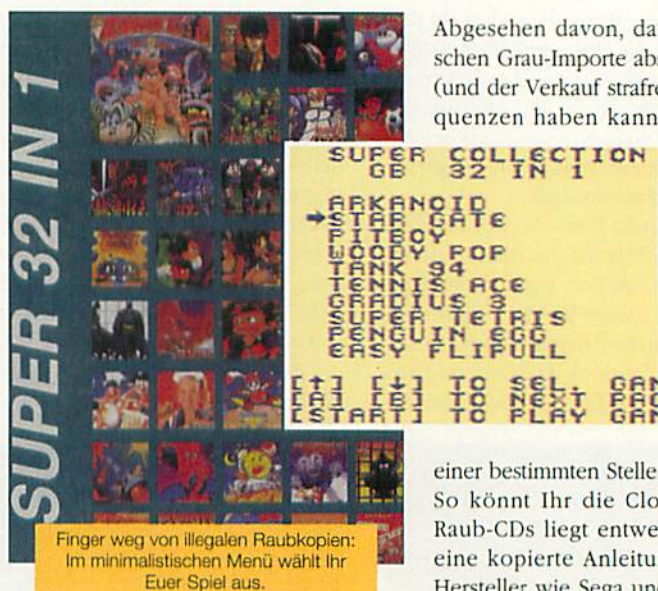 SUPER 32 IN 1
Abgesehen davon, da
schen Grau-Importe abs
(und der Verkauf strafre
quenzen haben kann
SUPER COLLECTION
GB 32 IN 1
ARKANOID
STAR GATE
PITBOY
WOODY POP
TANK 94
TENNIS ACE
GRADIUS 3
SUPER TETRIS
PENGUIN EGG
EASY FLIPULL
[↑] [↓] TO SEL. GAM
[A] [B] TO NEXT PAG
[START] TO PLAY GAM
einer bestimmten Stelle
So könnt Ihr die Clo
Raub-CDs liegt entwe
eine kopierte Anleitu
Hersteller wie Sega un
Finger weg von illegalen Raubkopien:
Im minimalistischen Menü wählt Ihr
Euer Spiel aus.